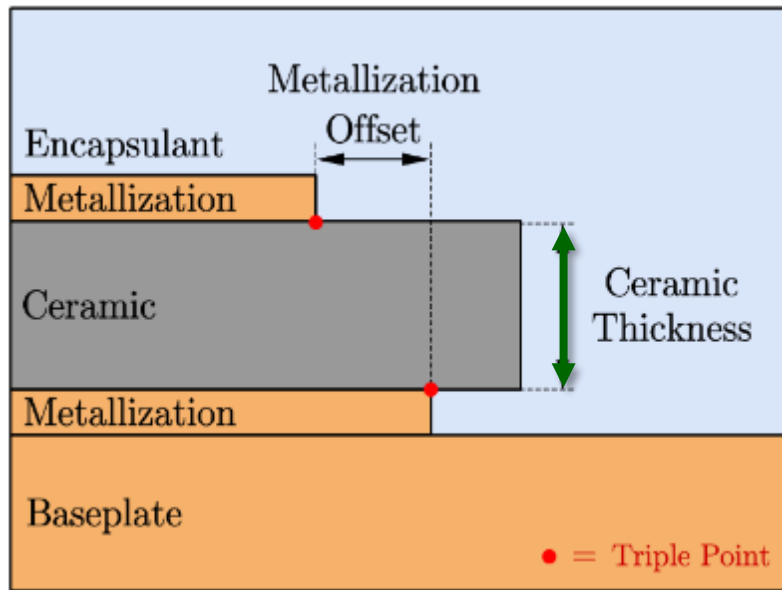 Metallization
Offset
Encapsulant
Metallization
Ceramic
Ceramic
Thickness
Metallization
Baseplate
= Triple Point